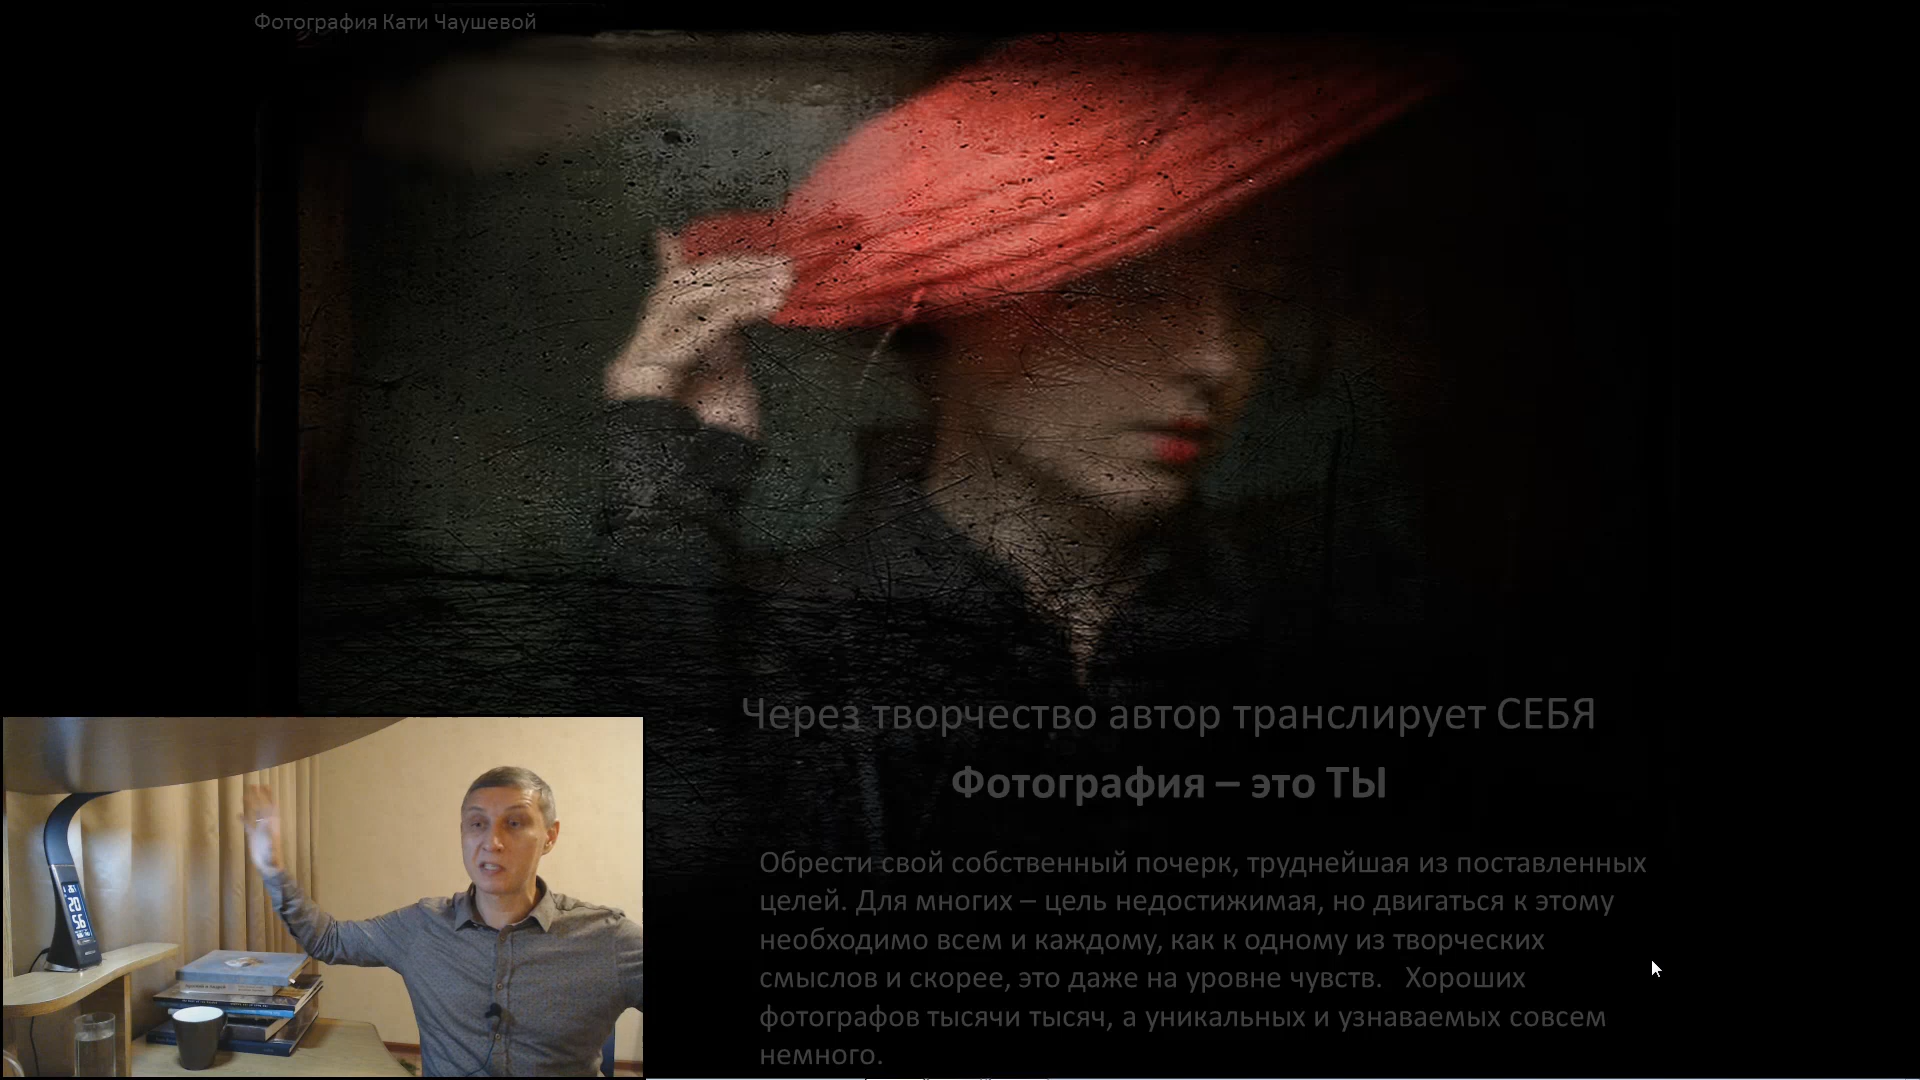 Фотография Кати Чаушевой
Через творчество автор транслирует СЕБЯ
Фотография – это ТЫ
Обрести свой собственный почерк, труднейшая из поставленных
целей. Для многих – цель недостижимая, но двигаться к этому
необходимо всем и каждому, как к одному из творческих
смыслов и скорее, это даже на уровне чувств. Хороших
фотографов тысячи тысяч, а уникальных и узнаваемых совсем
немного.
20
56